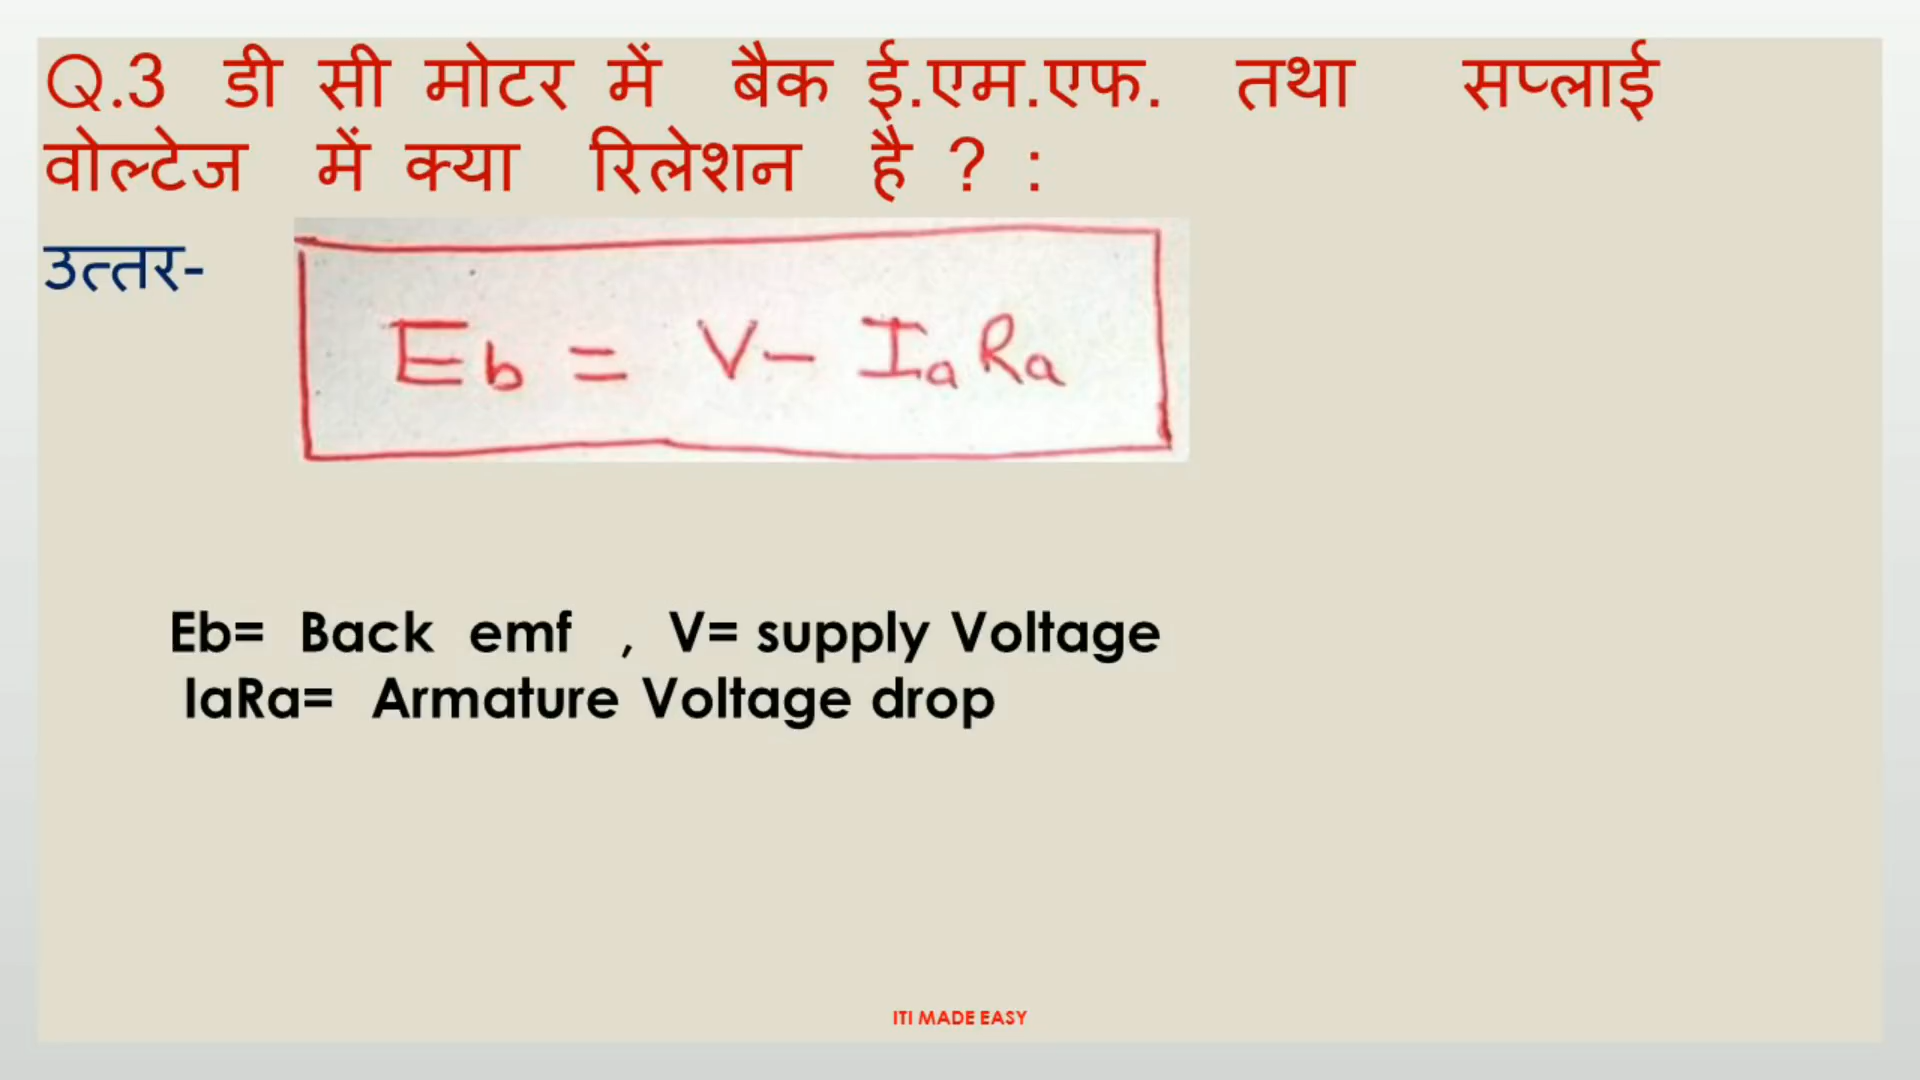 Q.3 डी सी मोटर में बैक ई.एम.एफ. तथा सप्लाई
वोल्टेज में क्या रिलेशन है ? :
उत्तर-
Eb = V- IaRa
Eb= Back emf , V= supply Voltage
IaRa= Armature Voltage drop
ITI MADE EASY